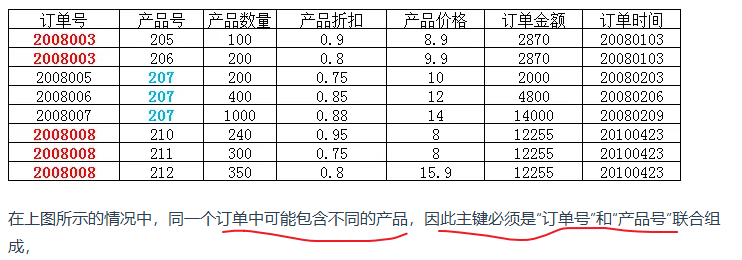 订单号 产品号 产品数量 产品折扣 产品价格 订单金额 订单时间
2008003 205 100 0.9 8.9 2870 20080103
2008003 206 200 0.8 9.9 2870 20080103
2008005 207 200 0.75 10 2000 20080203
2008006 207 400 0.85 12 4800 20080206
2008007 207 1000 0.88 14 14000 20080209
2008008 210 240 0.95 8 12255 20100423
2008008 211 300 0.75 8 12255 20100423
2008008 212 350 0.8 15.9 12255 20100423
在上图所示的情况中，同一个订单中可能包含不同的产品，因此主键必须是“订单号”和“产品号”联合组
成，